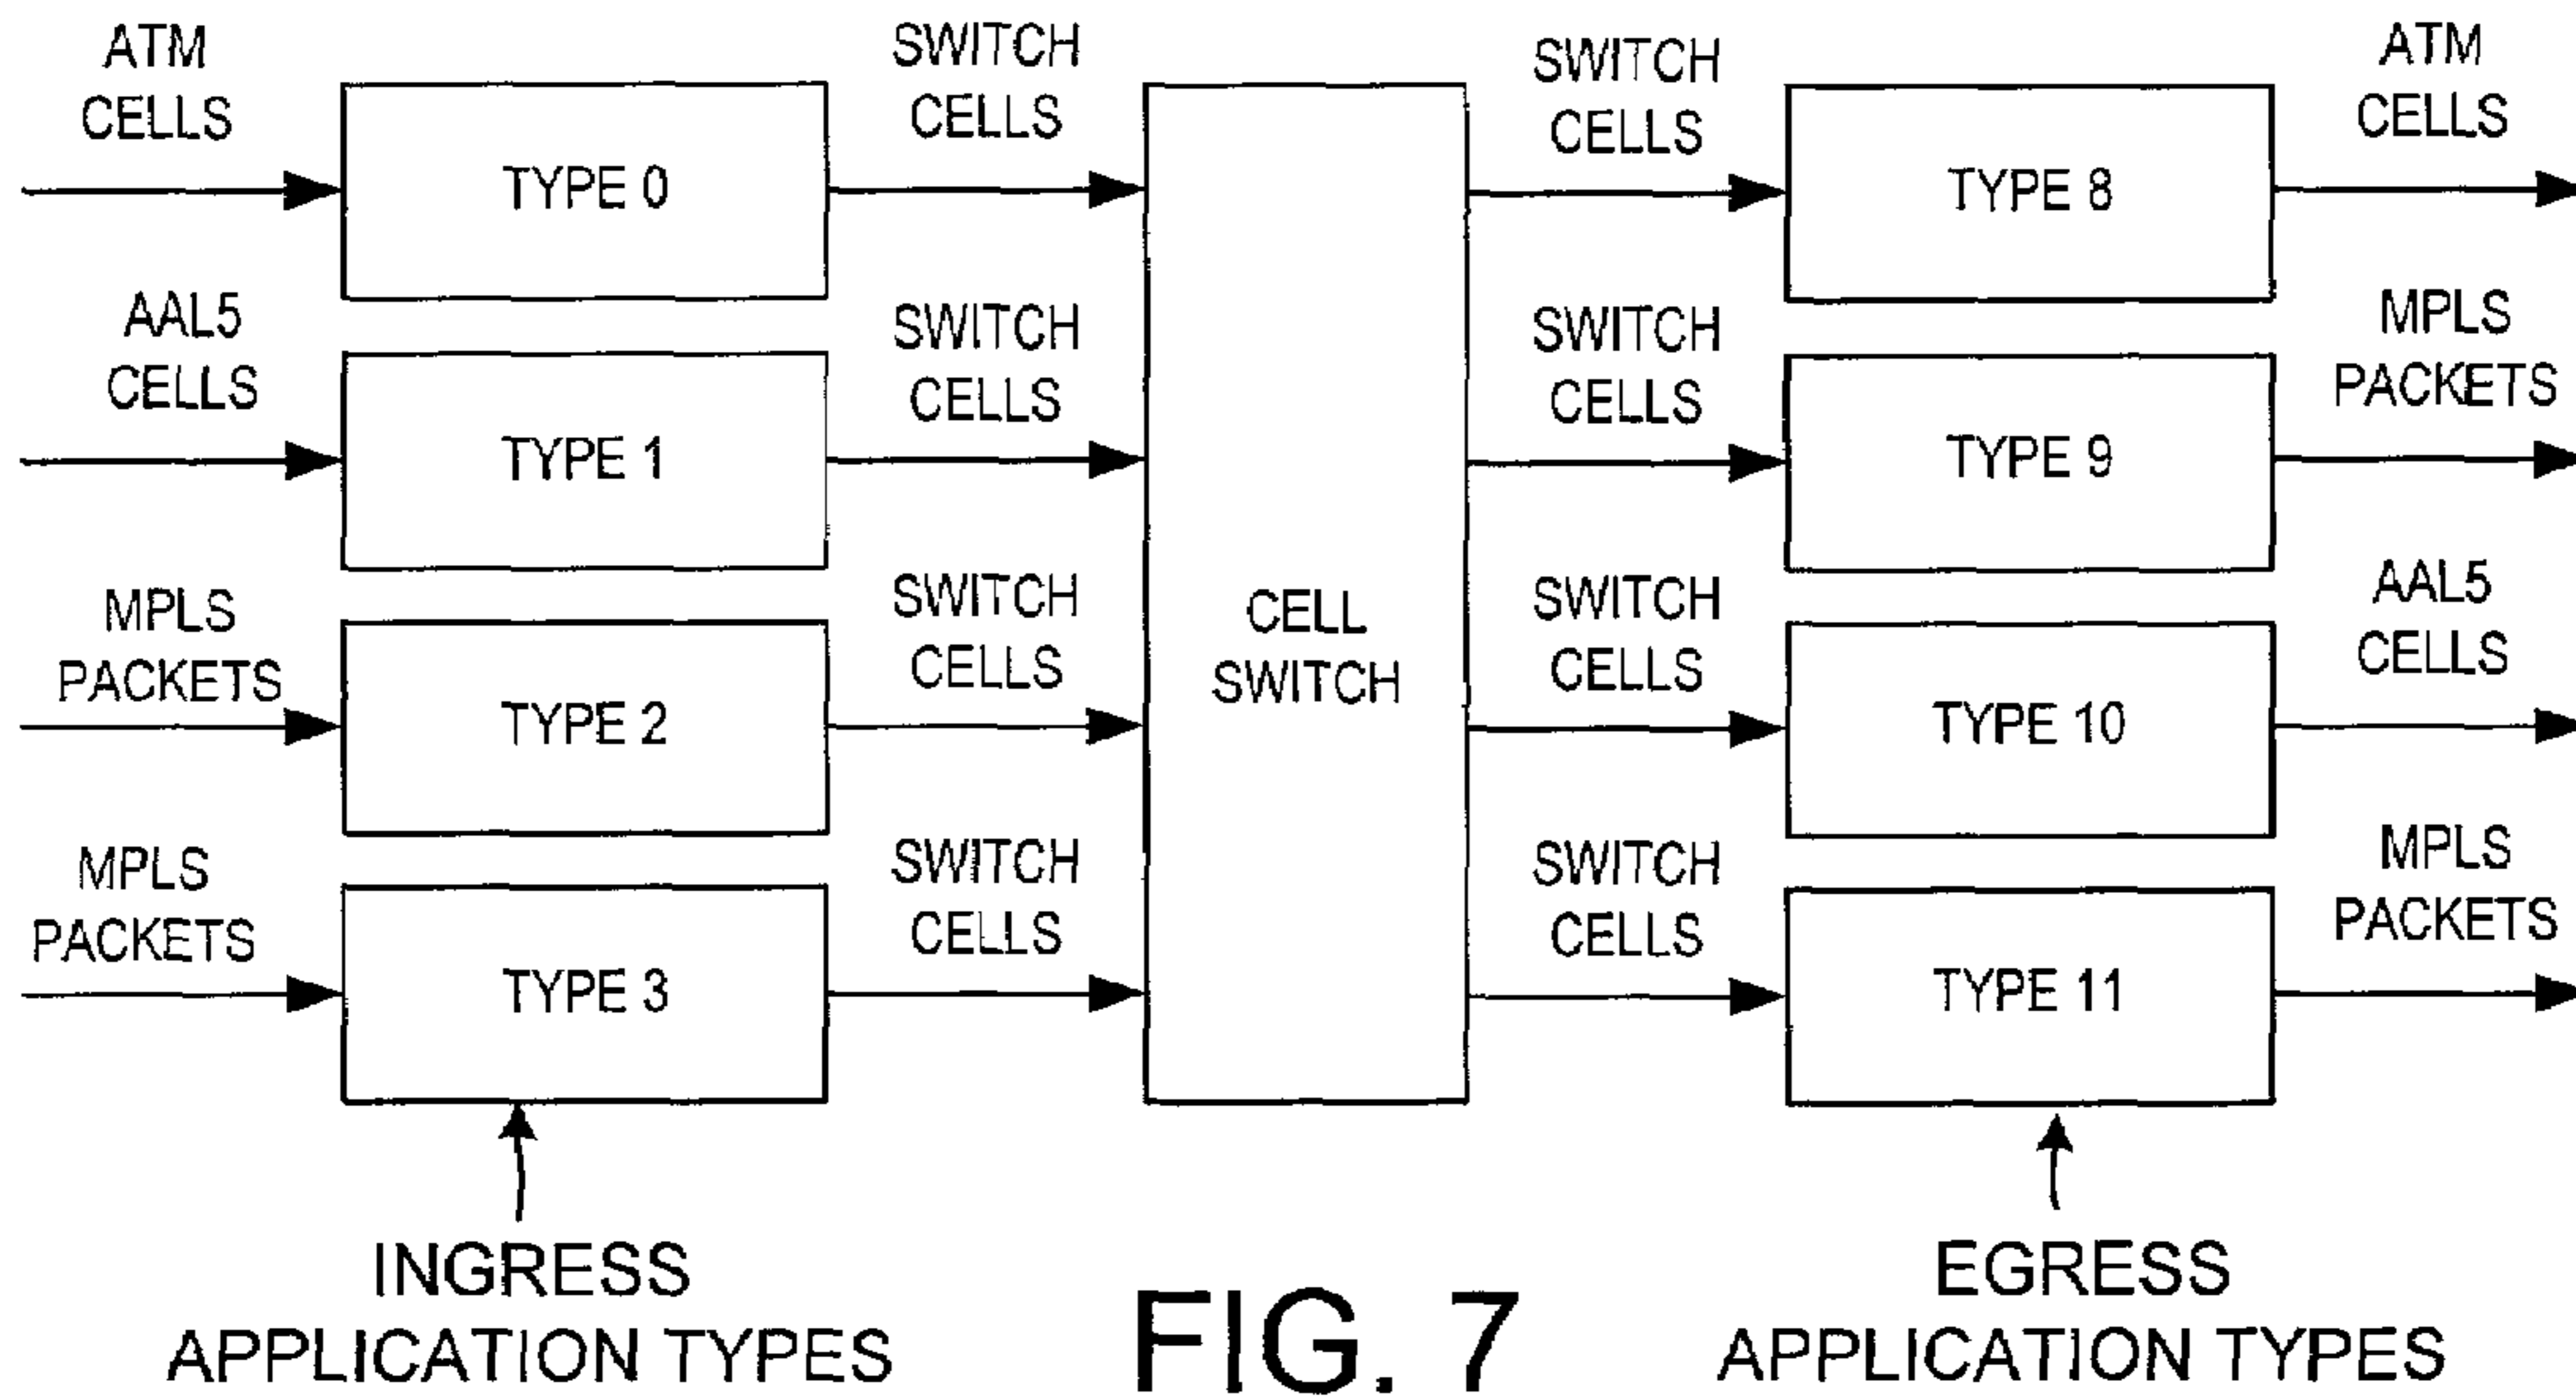 ATM
CELLS
SWITCH
CELLS
SWITCH
CELLS
ATM
CELLS
TYPE 0
TYPE 8
AAL5
CELLS
SWITCH
CELLS
SWITCH
CELLS
MPLS
PACKETS
TYPE 1
TYPE 9
MPLS
PACKETS
SWITCH
CELLS
CELL
SWITCH
SWITCH
CELLS
AAL5
CELLS
TYPE 2
TYPE 10
MPLS
PACKETS
SWITCH
CELLS
SWITCH
CELLS
MPLS
PACKETS
TYPE 3
TYPE 11
INGRESS
APPLICATION TYPES
FIG. 7
EGRESS
APPLICATION TYPES